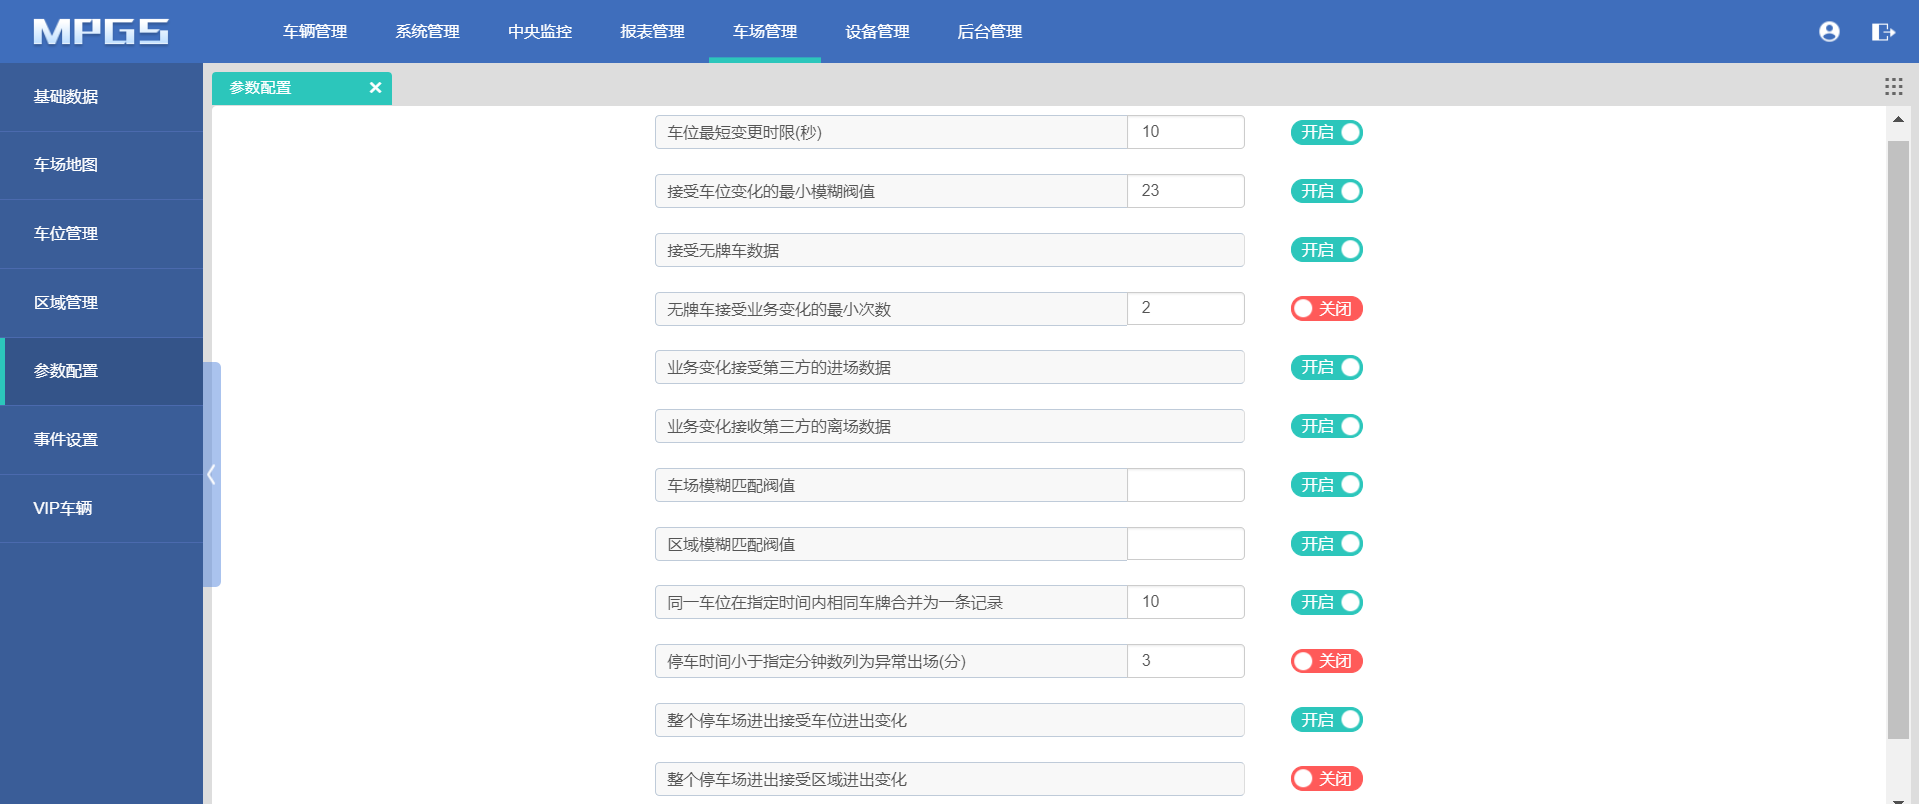 MPGS
车辆管理 系统管理 中央监控 报表管理 车场管理 设备管理 后台管理
基础数据
车场地图
车位管理
区域管理
参数配置
事件设置
VIP车辆
参数配置
车位最短变更时限(秒) 10 开启
接受车位变化的最小模糊阀值 23 开启
接受无牌车数据 开启
无牌车接受业务变化的最小次数 2 关闭
业务变化接受第三方的进场数据 开启
业务变化接收第三方的离场数据 开启
车场模糊匹配阀值 开启
区域模糊匹配阀值 开启
同一车位在指定时间内相同车牌合并为一条记录 10 开启
停车时间小于指定分钟数列为异常出场(分) 3 关闭
整个停车场进出接受车位进出变化 开启
整个停车场进出接受区域进出变化 关闭